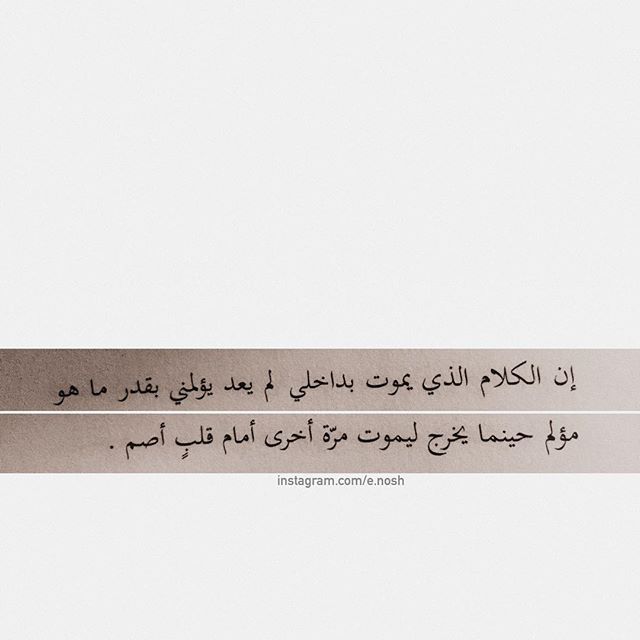 إن الكلام الذي يموت بداخلي لم يعد يؤلمني بقدر ما هو
مؤلم حينما يخرج ليموت مرّة أخرى أمام قلبٍ أصم .
instagram.com/e.nosh